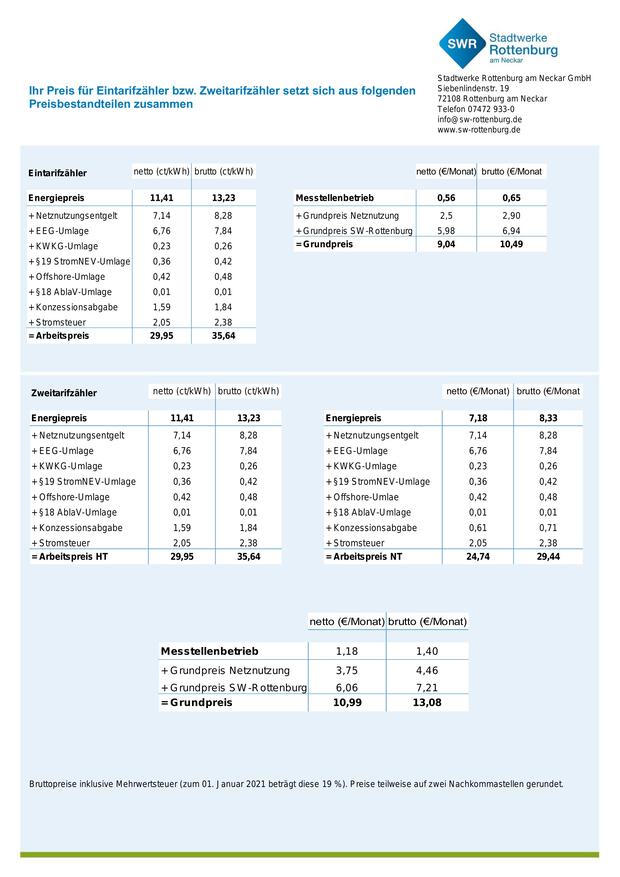 SWR Stadtwerke
Rottenburg
am Neckar
Stadtwerke Rottenburg am Neckar GmbH
Siebenlindenstr. 19
72108 Rottenburg am Neckar
Telefon 07472 933-0
info@sw-rottenburg.de
www.sw-rottenburg.de
Ihr Preis für Eintarifzähler bzw. Zweitarifzähler setzt sich aus folgenden
Preisbestandteilen zusammen
Eintarifzähler netto (ct/kWh) brutto (ct/kWh)
Energiepreis 11,41 13,23
+ Netznutzungsentgelt 7,14 8,28
+ EEG-Umlage 6,76 7,84
+ KWKG-Umlage 0,23 0,26
+ §19 StromNEV-Umlage 0,36 0,42
+ Offshore-Umlage 0,42 0,48
+ §18 AblaV-Umlage 0,01 0,01
+ Konzessionsabgabe 1,59 1,84
+ Stromsteuer 2,05 2,38
= Arbeitspreis 29,95 35,64
netto (€/Monat) brutto (€/Monat
Messtellenbetrieb 0,56 0,65
+ Grundpreis Netznutzung 2,5 2,90
+ Grundpreis SW-Rottenburg 5,98 6,94
= Grundpreis 9,04 10,49
Zweitarifzähler netto (ct/kWh) brutto (ct/kWh)
Energiepreis 11,41 13,23
+ Netznutzungsentgelt 7,14 8,28
+ EEG-Umlage 6,76 7,84
+ KWKG-Umlage 0,23 0,26
+ §19 StromNEV-Umlage 0,36 0,42
+ Offshore-Umlage 0,42 0,48
+ §18 AblaV-Umlage 0,01 0,01
+ Konzessionsabgabe 1,59 1,84
+ Stromsteuer 2,05 2,38
= Arbeitspreis HT 29,95 35,64
netto (€/Monat) brutto (€/Monat
Energiepreis 7,18 8,33
+ Netznutzungsentgelt 7,14 8,28
+ EEG-Umlage 6,76 7,84
+ KWKG-Umlage 0,23 0,26
+ §19 StromNEV-Umlage 0,36 0,42
+ Offshore-Umlae 0,42 0,48
+ §18 AblaV-Umlage 0,01 0,01
+ Konzessionsabgabe 0,61 0,71
+ Stromsteuer 2,05 2,38
= Arbeitspreis NT 24,74 29,44
netto (€/Monat) brutto (€/Monat)
Messtellenbetrieb 1,18 1,40
+ Grundpreis Netznutzung 3,75 4,46
+ Grundpreis SW-Rottenburg 6,06 7,21
= Grundpreis 10,99 13,08
Bruttopreise inklusive Mehrwertsteuer (zum 01. Januar 2021 beträgt diese 19 %). Preise teilweise auf zwei Nachkommastellen gerundet.